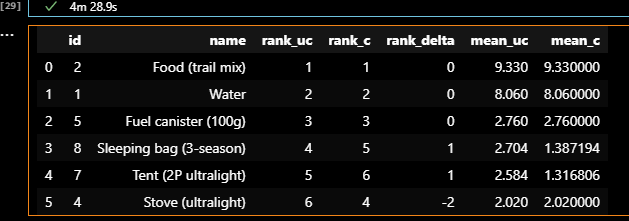 [29] ✓ 4m 28.9s
...
id name rank_uc rank_c rank_delta mean_uc mean_c
0 2 Food (trail mix) 1 1 0 9.330 9.330000
1 1 Water 2 2 0 8.060 8.060000
2 5 Fuel canister (100g) 3 3 0 2.760 2.760000
3 8 Sleeping bag (3-season) 4 5 1 2.704 1.387194
4 7 Tent (2P ultralight) 5 6 1 2.584 1.316806
5 4 Stove (ultralight) 6 4 -2 2.020 2.020000